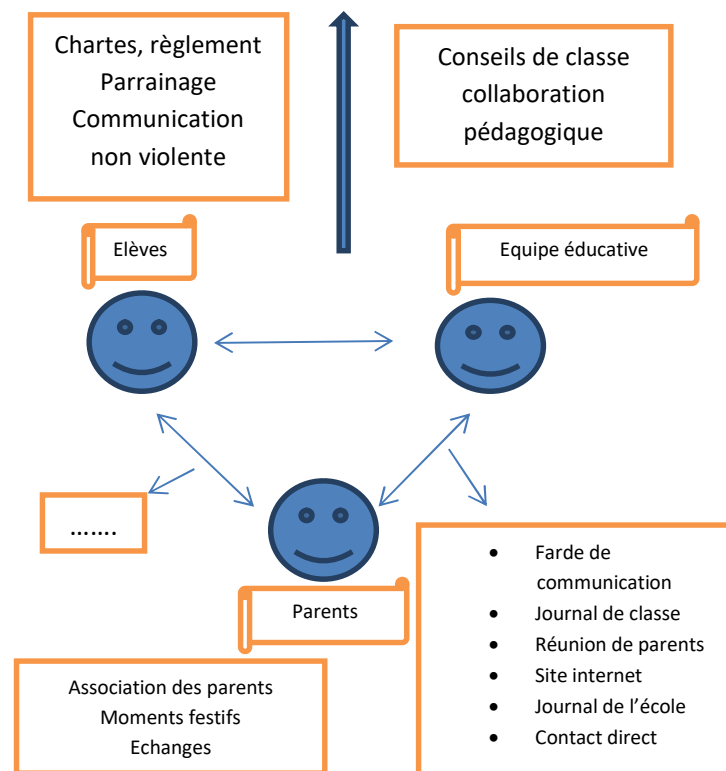 Chartes, règlement
Parrainage
Communication
non violente
Conseils de classe
collaboration
pédagogique
Elèves
Equipe éducative
…….
Parents
• Farde de
communication
• Journal de classe
• Réunion de parents
• Site internet
• Journal de l’école
• Contact direct
Association des parents
Moments festifs
Echanges